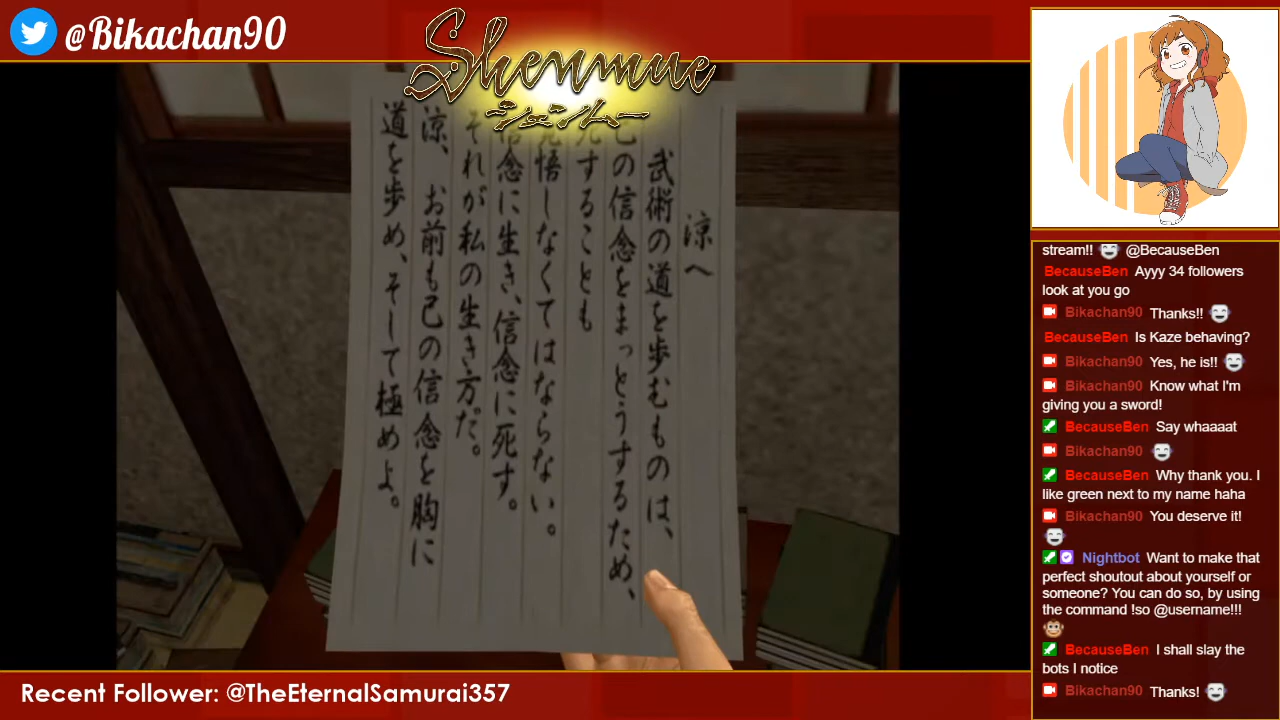 @Bikachan90
Shenmue
シェンムー
涼へ
武術の道を歩むものは、
己の信念をまっとうするため、
死することも
覚悟しなくてはならない。
信念に生き、信念に死す。
それが私の生き方だ。
涼、お前も己の信念を胸に
道を歩め、そして極めよ。
stream!! @BecauseBen
BecauseBen Ayyy 34 followers
look at you go
Bikachan90 Thanks!!
BecauseBen Is Kaze behaving?
Bikachan90 Yes, he is!!
Bikachan90 Know what I'm
giving you a sword!
BecauseBen Say whaaaat
Bikachan90
BecauseBen Why thank you. I
like green next to my name haha
Bikachan90 You deserve it!
Nightbot Want to make that
perfect shoutout about yourself or
someone? You can do so, by using
the command !so @username!!!
BecauseBen I shall slay the
bots I notice
Bikachan90 Thanks!
Recent Follower: @TheEternalSamurai357